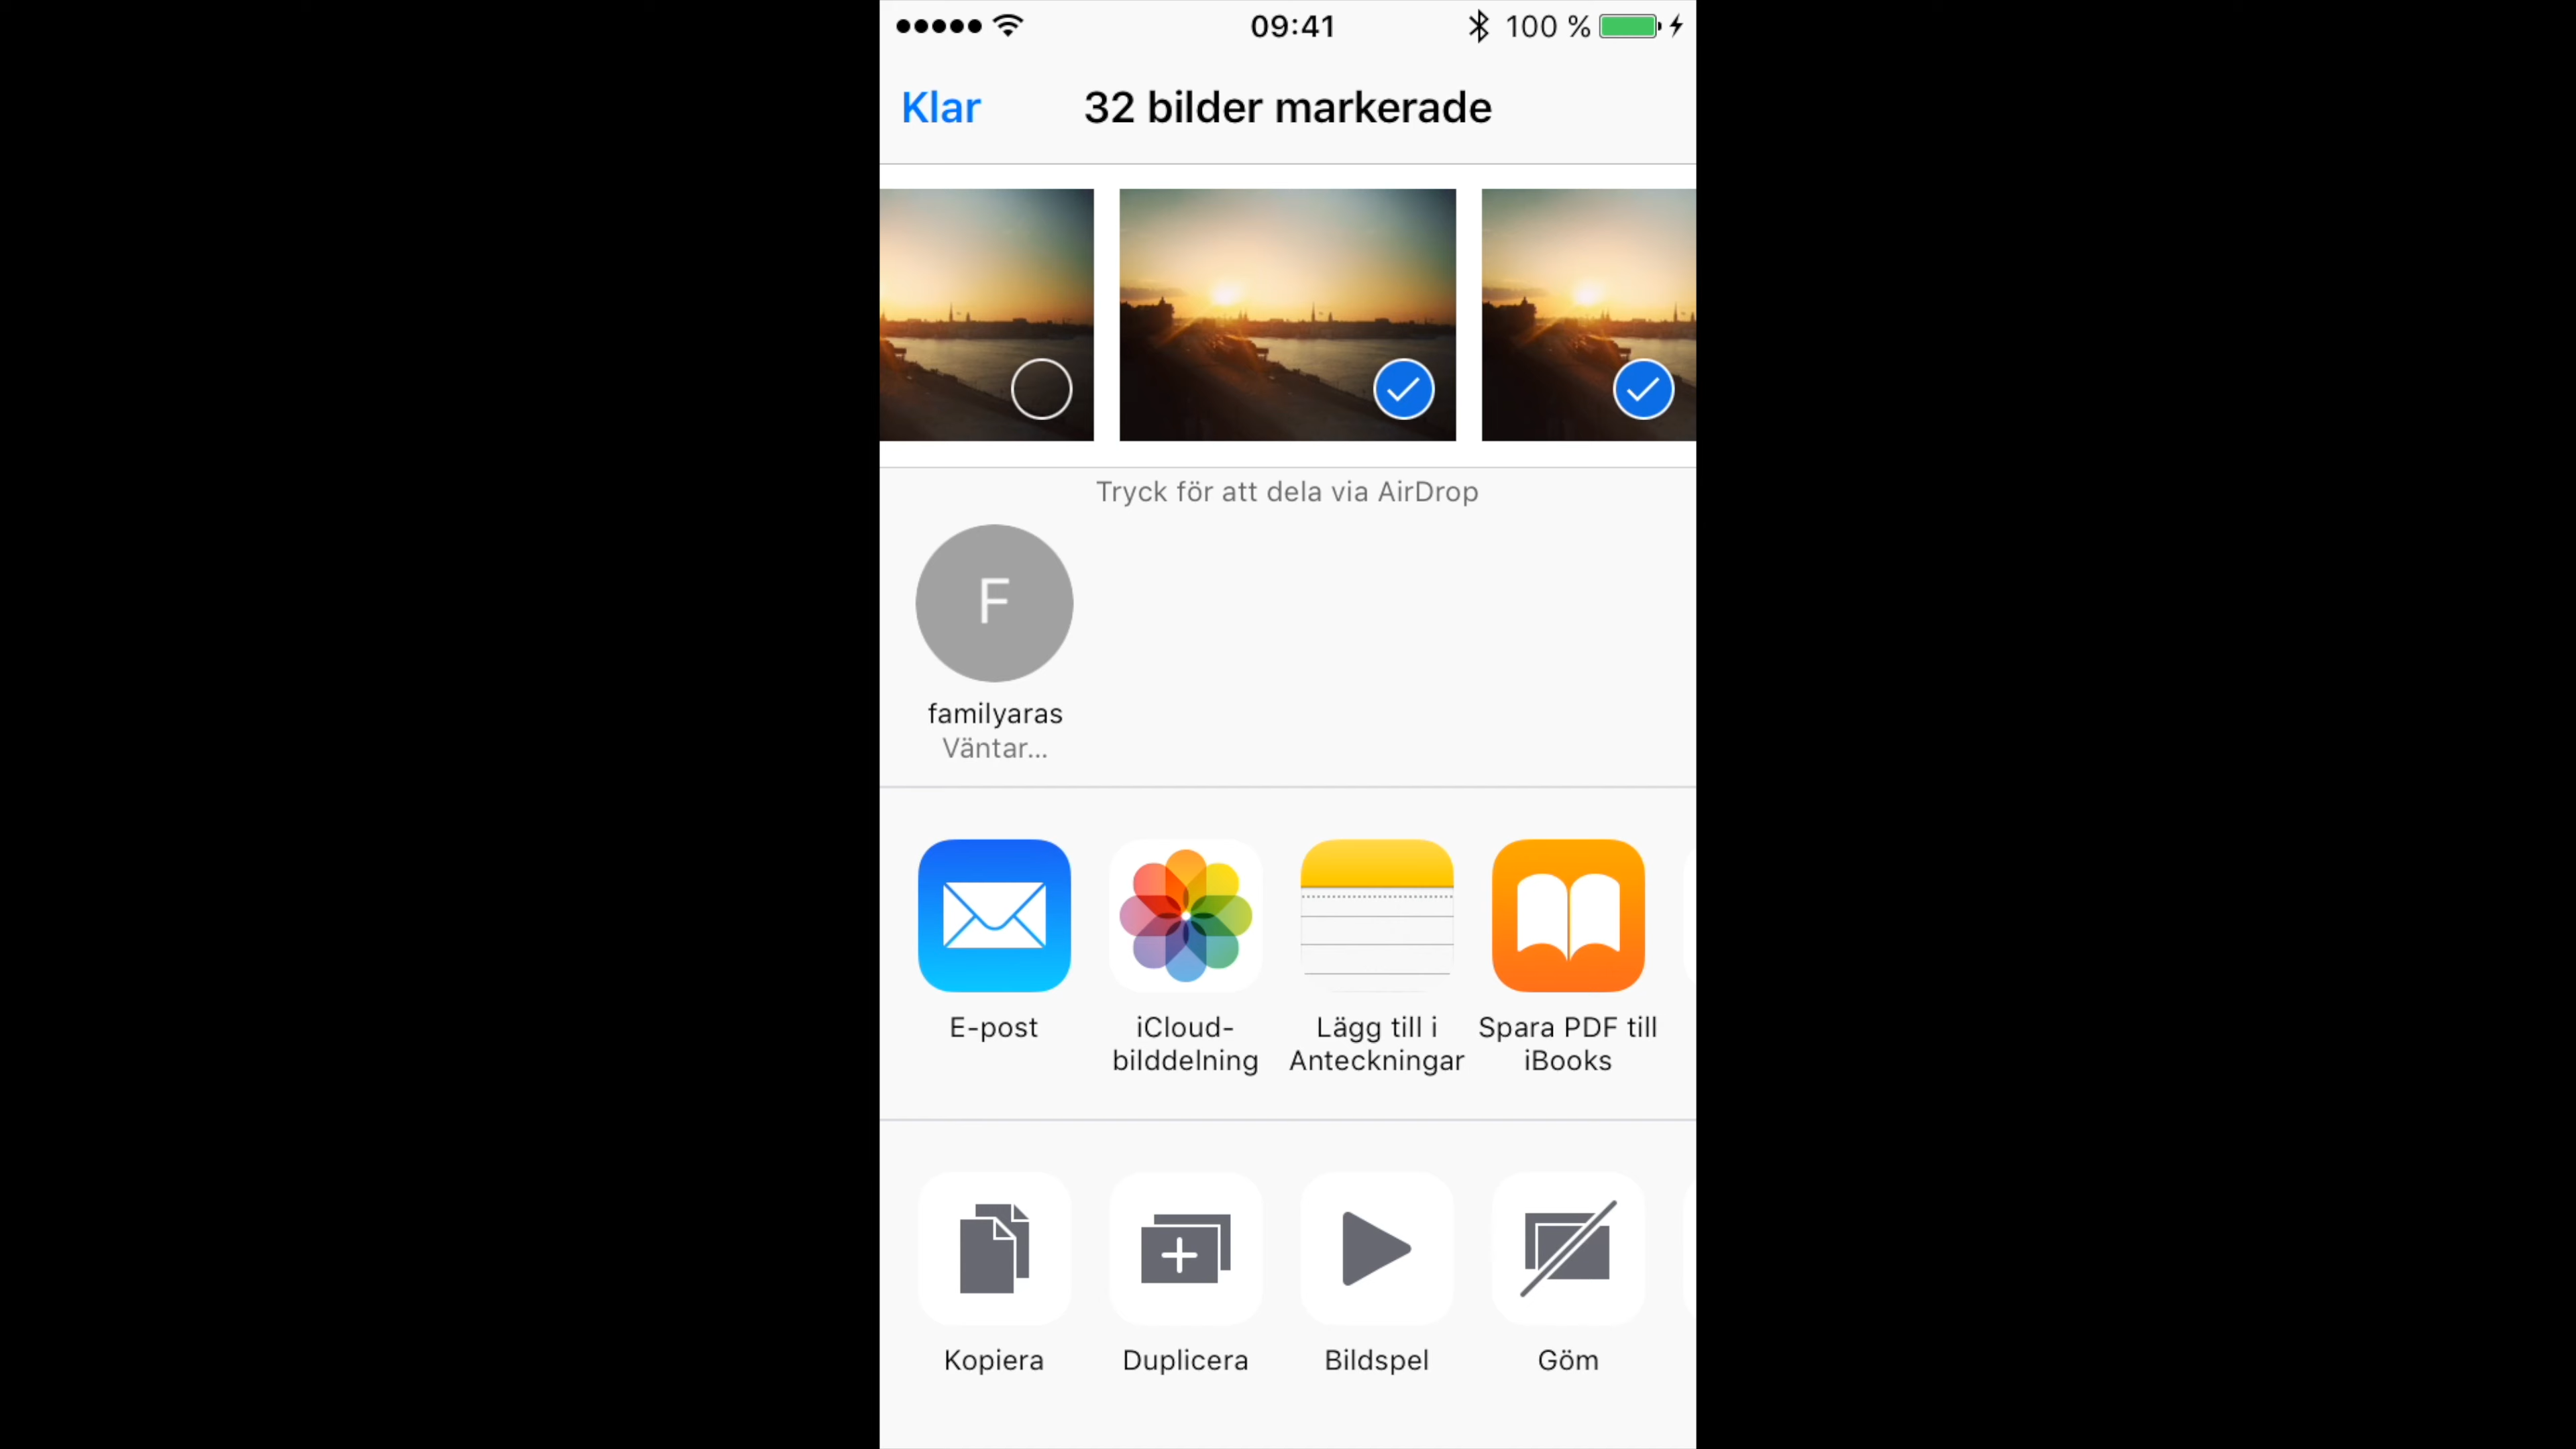 09:41
100 %
Klar
32 bilder markerade
Tryck för att dela via AirDrop
F
familyaras
Väntar...
E-post
iCloud-
bilddelning
Lägg till i
Anteckningar
Spara PDF till
iBooks
Kopiera
Duplicera
Bildspel
Göm